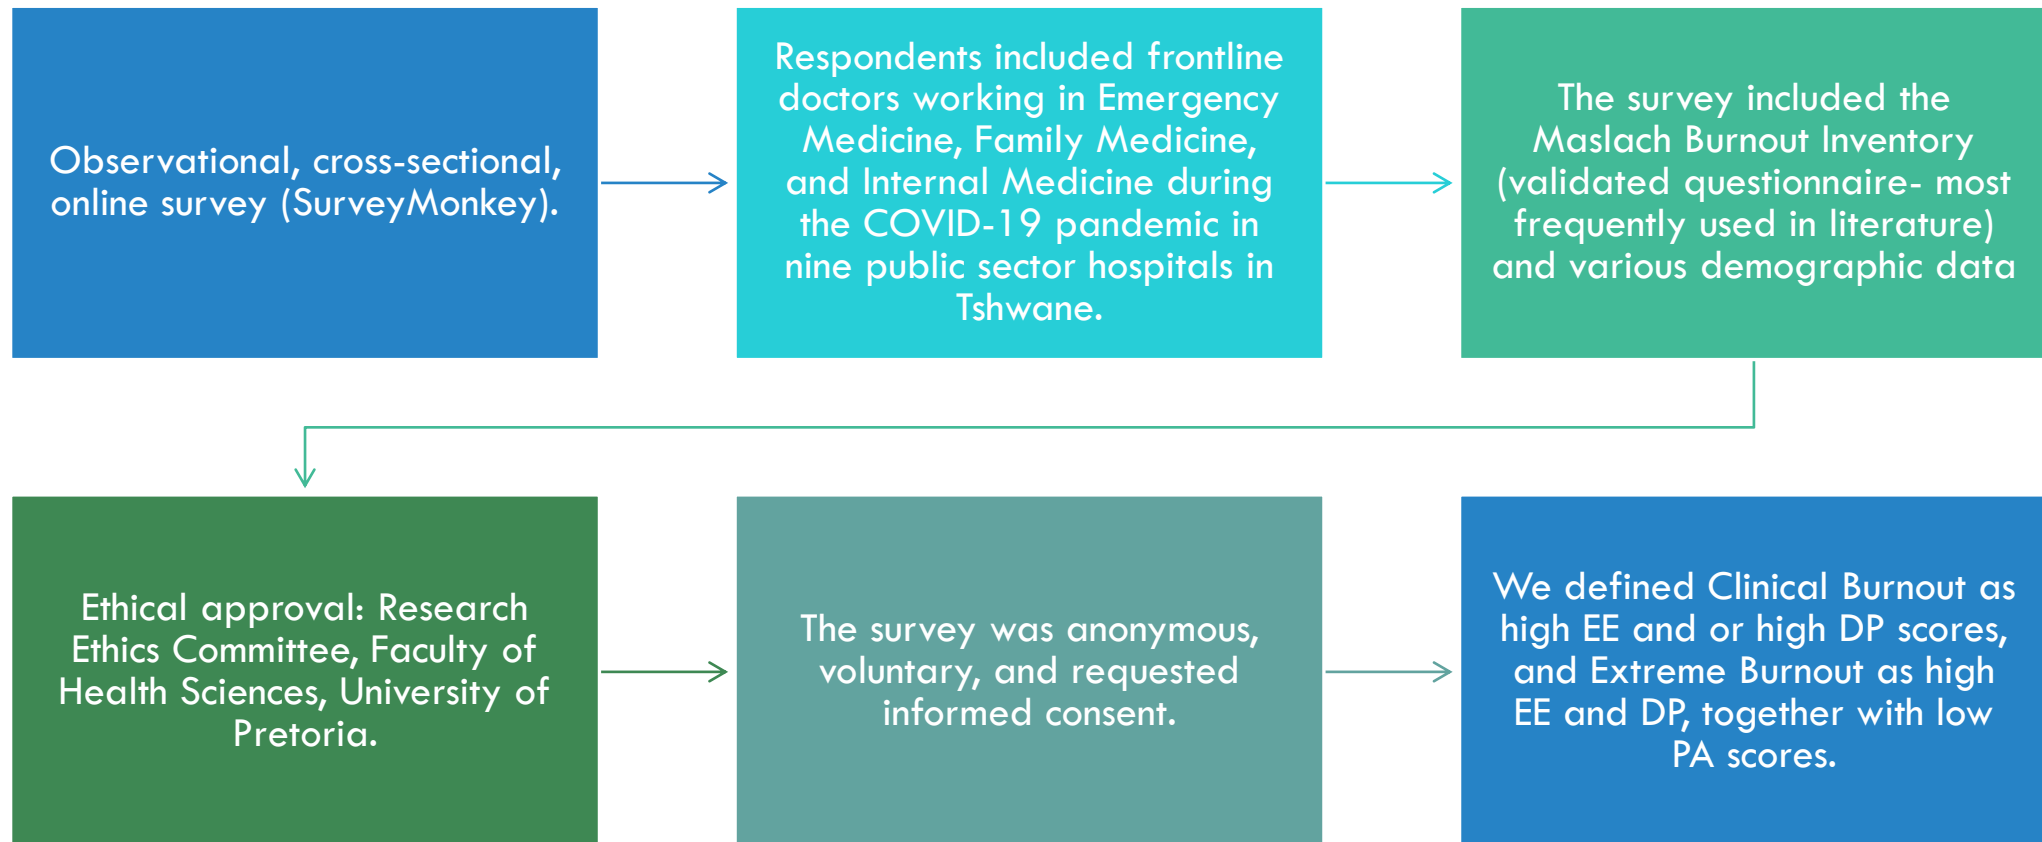 Observational, cross-sectional,
online survey (SurveyMonkey).
Respondents included frontline
doctors working in Emergency
Medicine, Family Medicine,
and Internal Medicine during
the COVID-19 pandemic in
nine public sector hospitals in
Tshwane.
The survey included the
Maslach Burnout Inventory
(validated questionnaire- most
frequently used in literature)
and various demographic data
Ethical approval: Research
Ethics Committee, Faculty of
Health Sciences, University of
Pretoria.
The survey was anonymous,
voluntary, and requested
informed consent.
We defined Clinical Burnout as
high EE and or high DP scores,
and Extreme Burnout as high
EE and DP, together with low
PA scores.